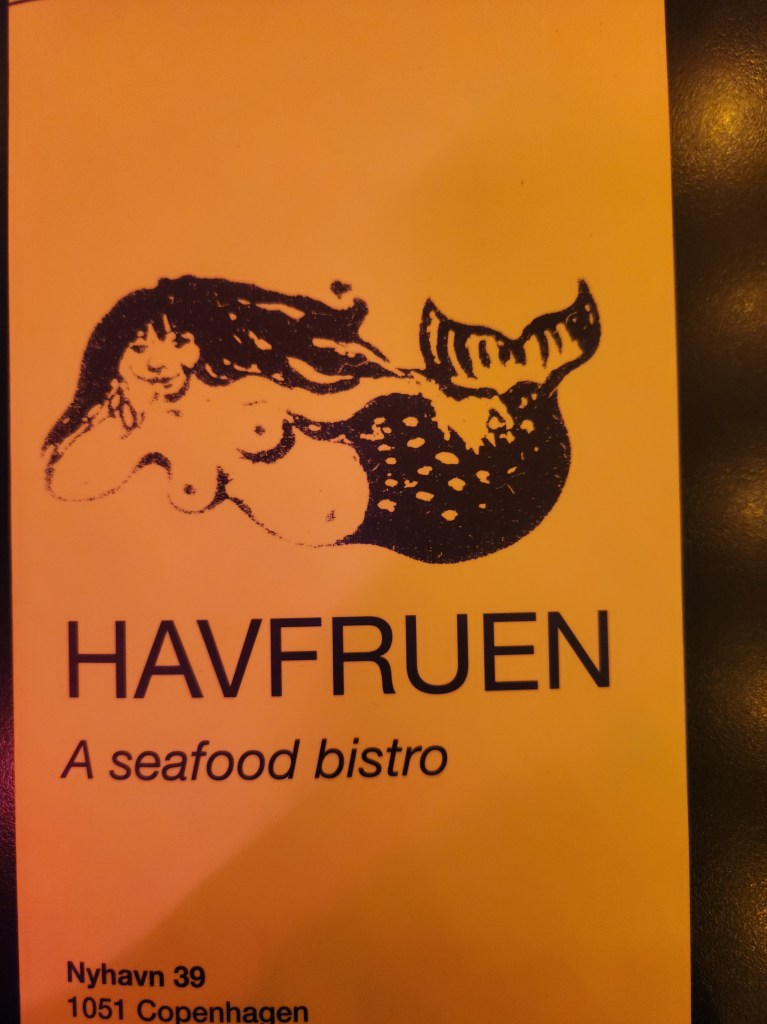 HAVFRUEN
A seafood bistro
Nyhavn 39
1051 Copenhagen